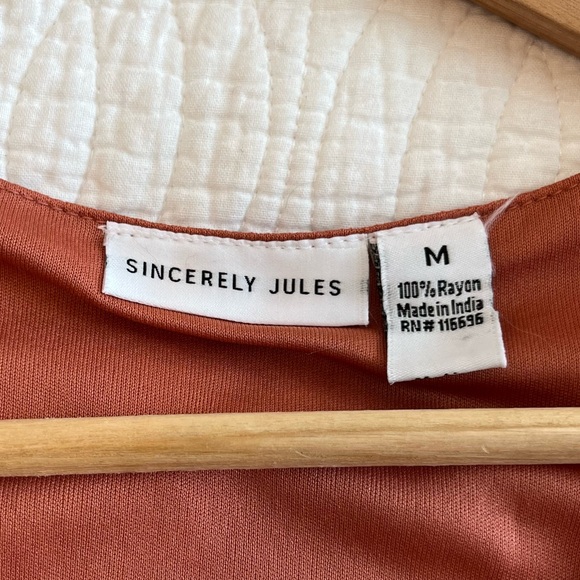 SINCERELY JULES
M
100% Rayon
Made in India
RN# 116696